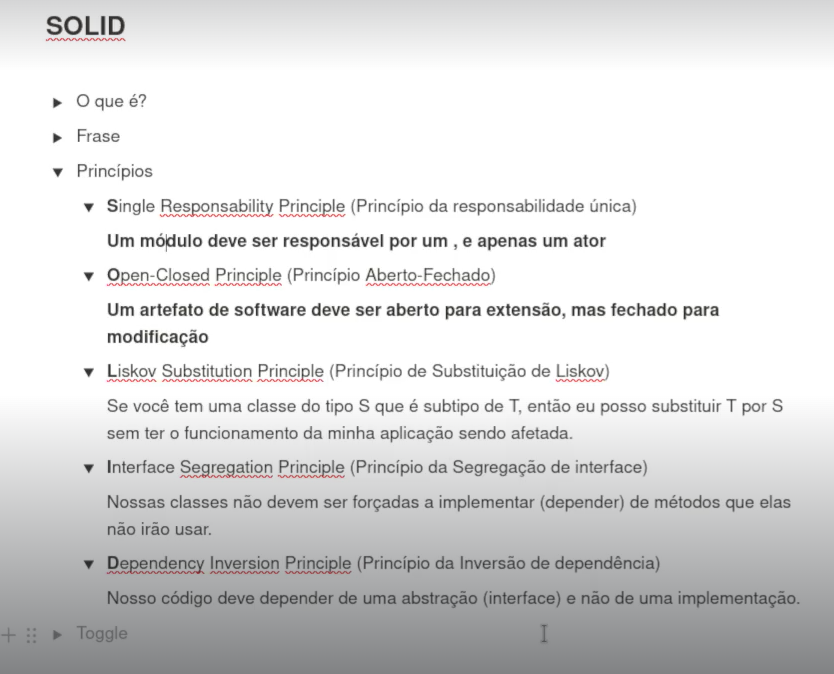 SOLID
O que é?
Frase
Princípios
Single Responsability Principle (Princípio da responsabilidade única)
Um módulo deve ser responsável por um , e apenas um ator
Open-Closed Principle (Princípio Aberto-Fechado)
Um artefato de software deve ser aberto para extensão, mas fechado para
modificação
Liskov Substitution Principle (Princípio de Substituição de Liskov)
Se você tem uma classe do tipo S que é subtipo de T, então eu posso substituir T por S
sem ter o funcionamento da minha aplicação sendo afetada.
Interface Segregation Principle (Princípio da Segregação de interface)
Nossas classes não devem ser forçadas a implementar (depender) de métodos que elas
não irão usar.
Dependency Inversion Principle (Princípio da Inversão de dependência)
Nosso código deve depender de uma abstração (interface) e não de uma implementação.
Toggle